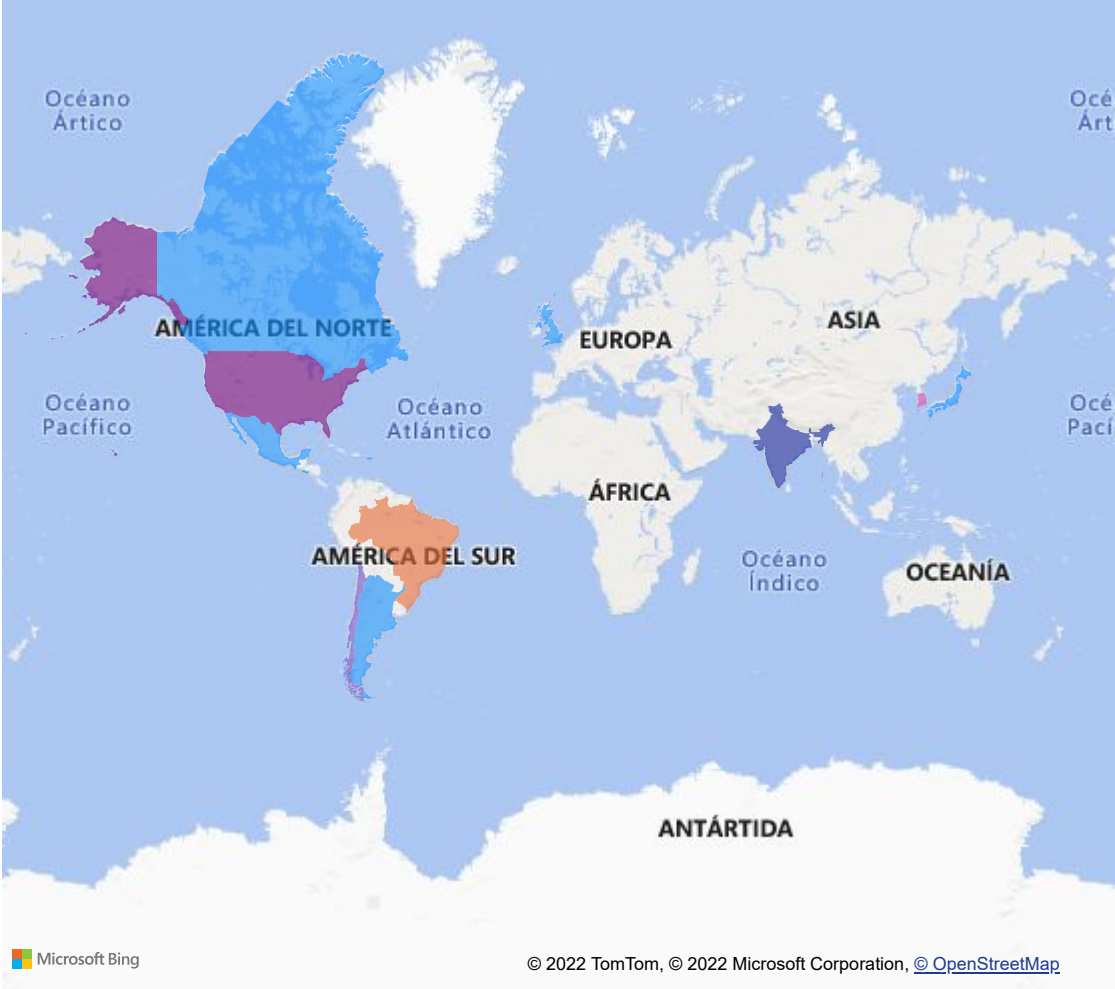 Océano
Ártico
Océ
Árt
AMÉRICA DEL NORTE
EUROPA
ASIA
Océano
Pacífico
Océano
Atlántico
Océ
Pací
ÁFRICA
AMÉRICA DEL SUR
Océano
Índico
OCEANÍA
ANTÁRTIDA
Microsoft Bing
© 2022 TomTom, © 2022 Microsoft Corporation, © OpenStreetMap